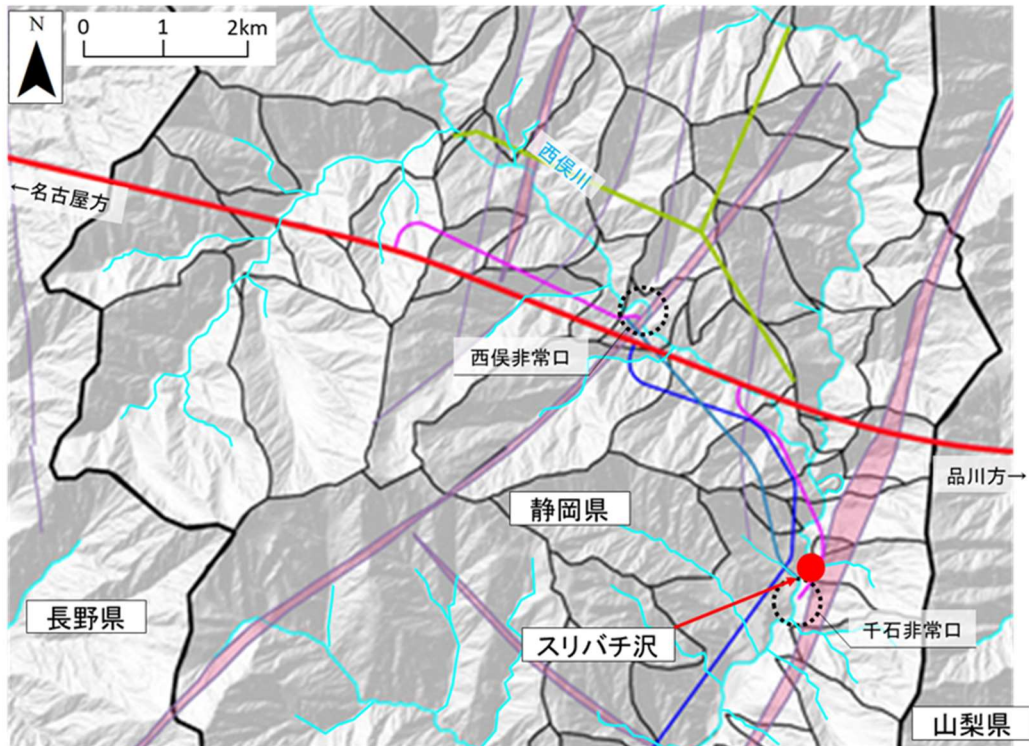 N
0 1 2km
西俣川
←名古屋方
西俣非常口
品川方→
静岡県
長野県
スリバチ沢
千石非常口
山梨県